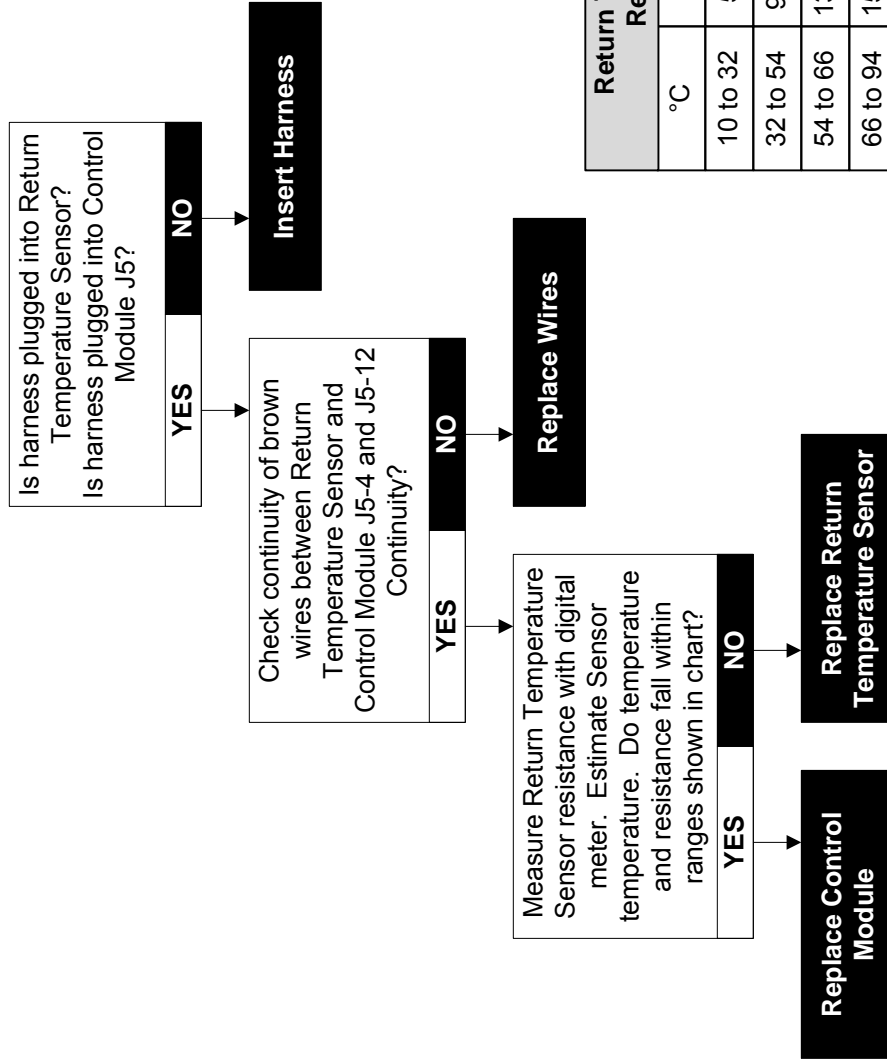 Is harness plugged into Return
Temperature Sensor?
Is harness plugged into Control
Module J5?
YES
NO
Insert Harness
Check continuity of brown
wires between Return
Temperature Sensor and
Control Module J5-4 and J5-12
Continuity?
YES
NO
Replace Wires
Measure Return Temperature
Sensor resistance with digital
meter. Estimate Sensor
temperature. Do temperature
and resistance fall within
ranges shown in chart?
YES
NO
Replace Control
Module
Replace Return
Temperature Sensor
Return
°C
10 to 32
32 to 54
54 to 66
66 to 94